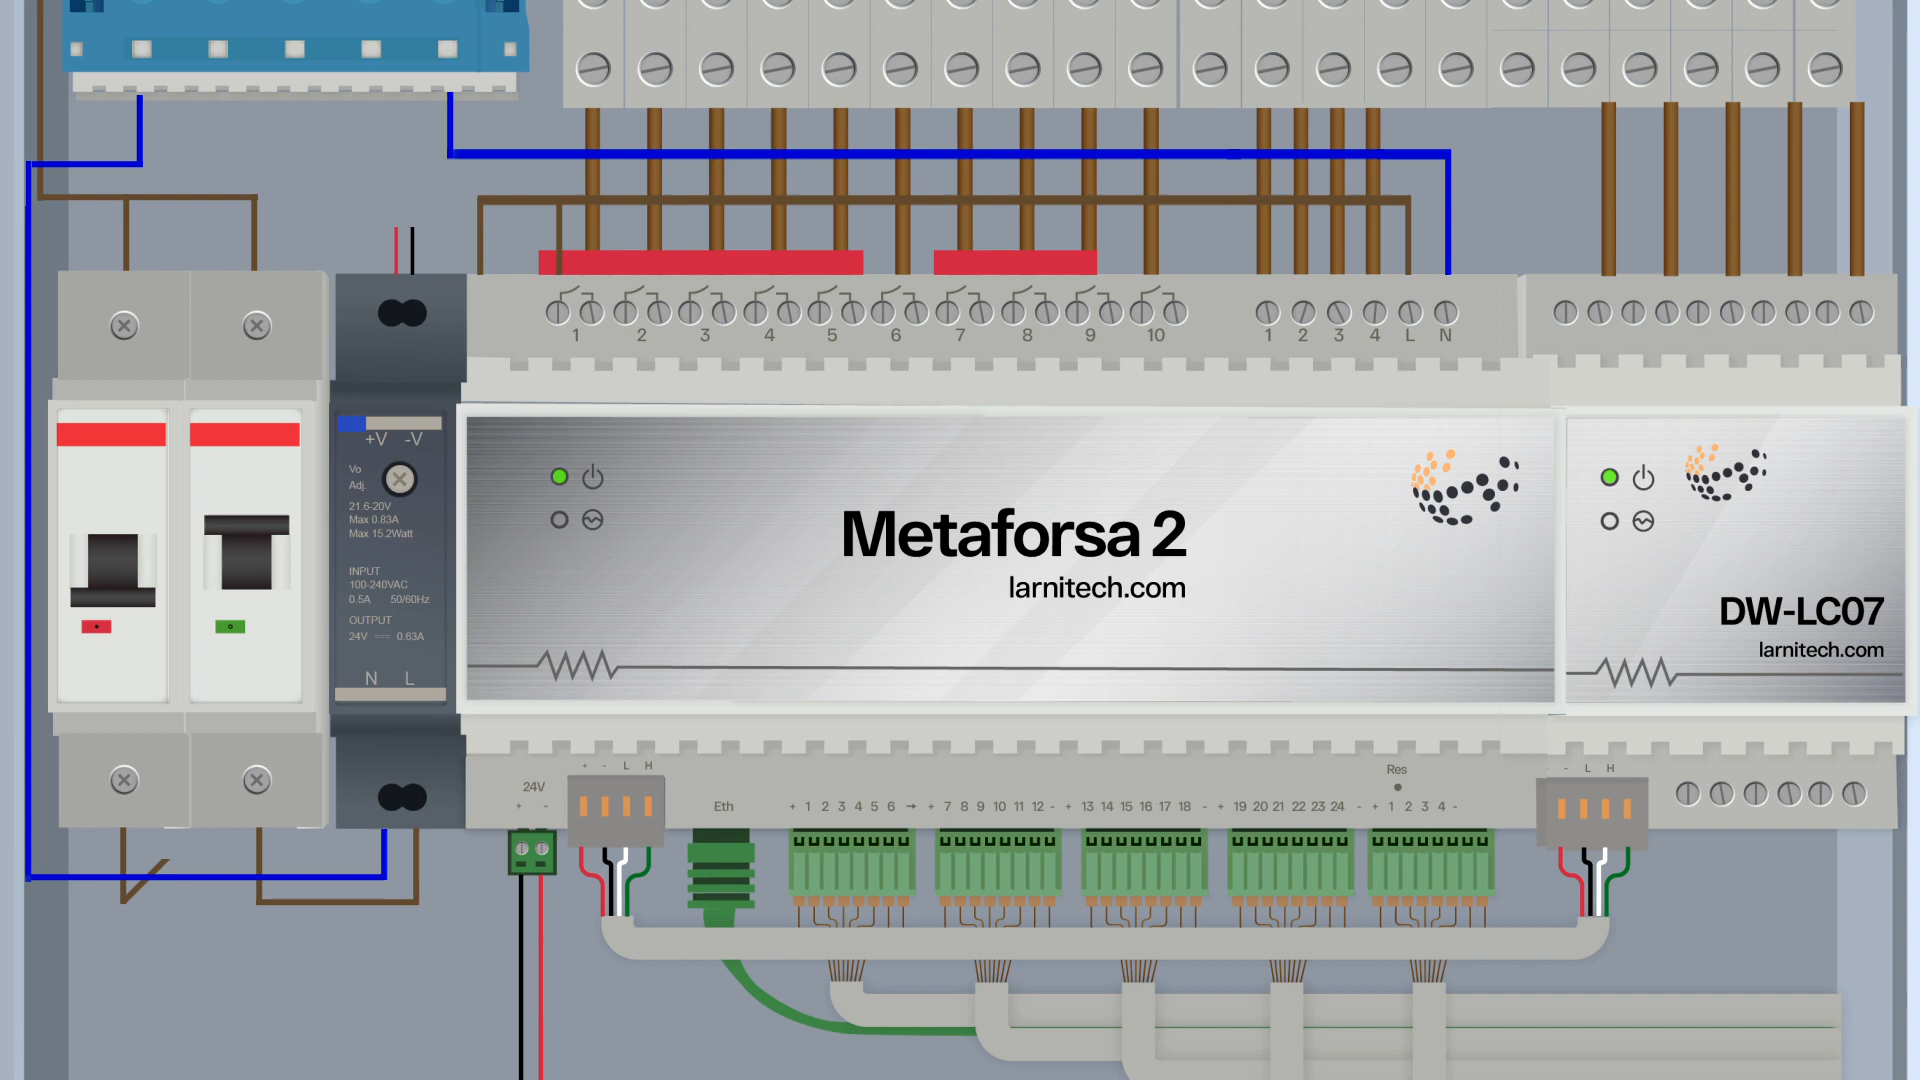 1 2 3 4 5 6 7 8 9 10 1 2 3 4 L N
+V -V
Vo
Adj.
21.6-20V
Max 0.83A
Max 15.2Watt
INPUT
100-240VAC
0.5A 50/60Hz
OUTPUT
24V 0.63A
N L
Metaforsa 2
larnitech.com
DW-LC07
larnitech.com
24V
+ -
+ - L H
Eth
+ 1 2 3 4 5 6 →
+ 7 8 9 10 11 12 -
+ 13 14 15 16 17 18 -
+ 19 20 21 22 23 24 -
Res
+ 1 2 3 4 -
- L H